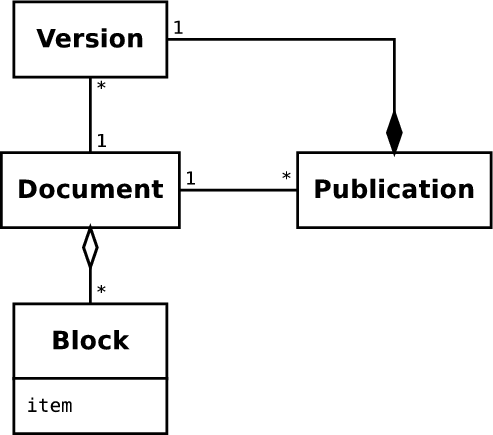 Version
1
*
1
Document
1
*
Publication
*
Block
item